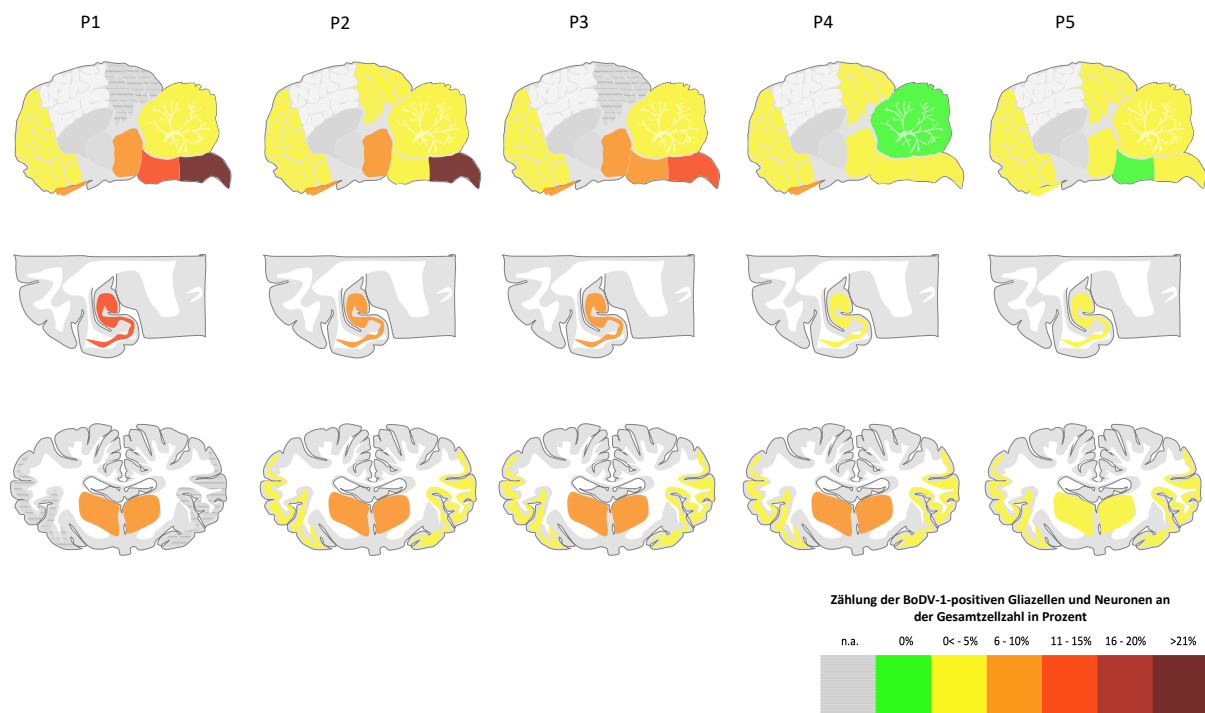 P1 P2 P3 P4 P5
Zählung der BoDV-1-positiven Gliazellen und Neuronen an
der Gesamtzellzahl in Prozent
n.a. 0% 0< - 5% 6 - 10% 11 - 15% 16 - 20% >21%